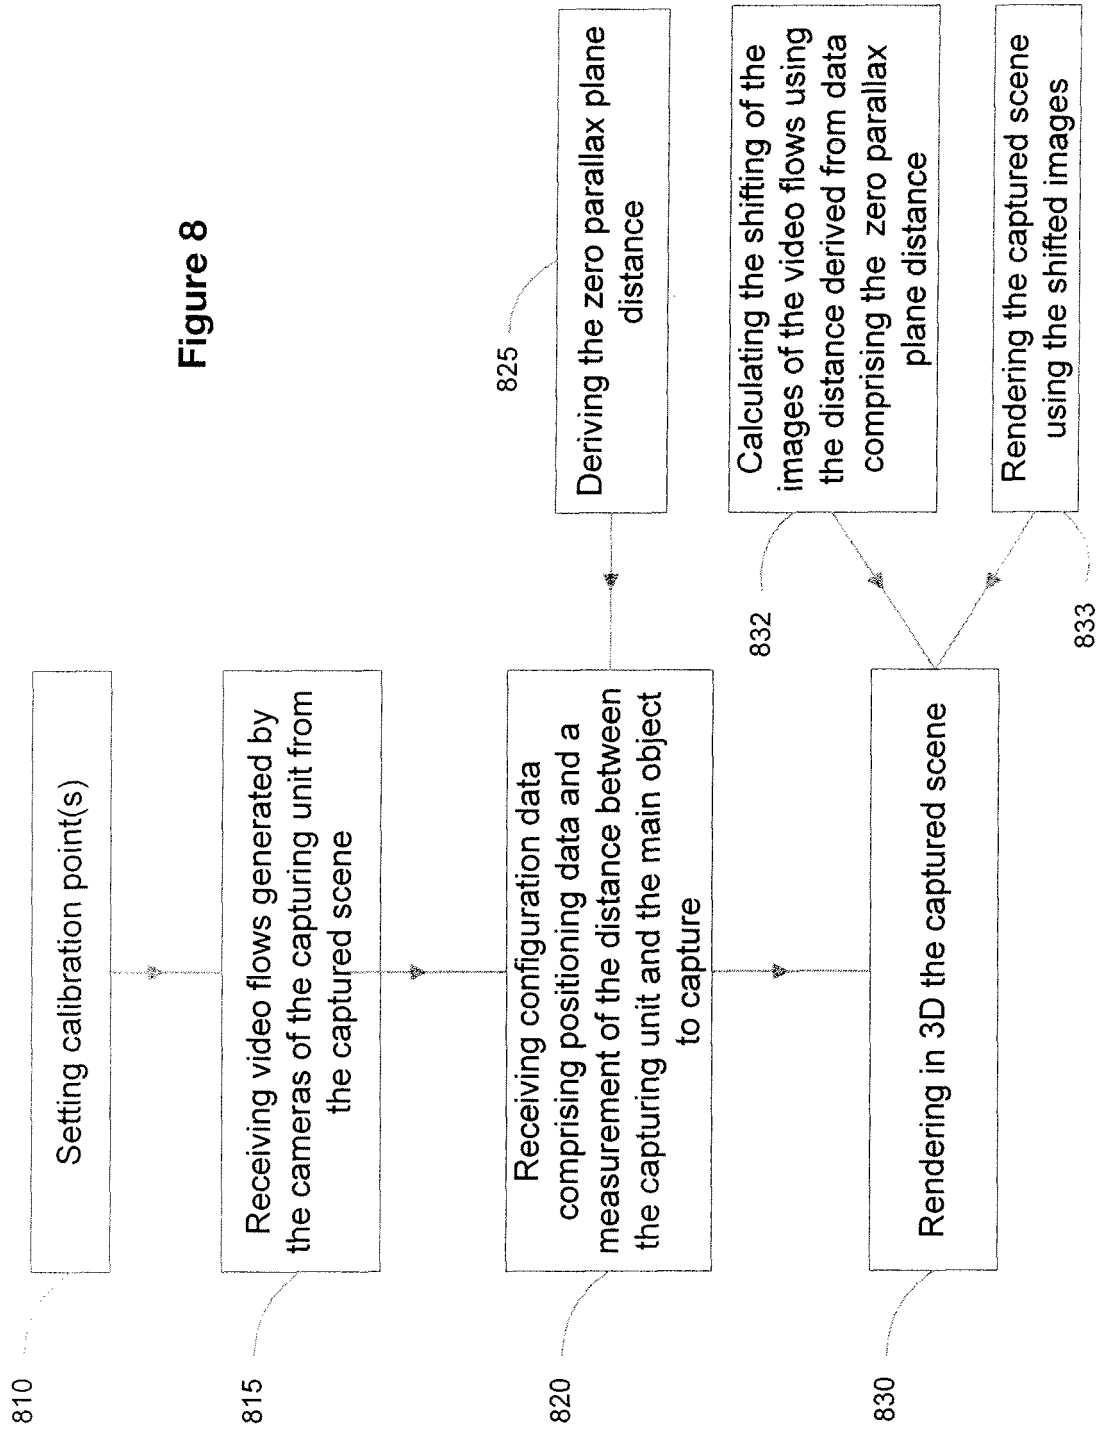 Figure 8
810
Setting calibration point(s)
815
Receiving video flows generated by
the cameras of the capturing unit from
the captured scene
820
Receiving configuration data
comprising positioning data and a
measurement of the distance between
the capturing unit and the main object
to capture
825
Deriving the zero parallax plane
distance
830
Rendering in 3D the captured scene
832
Calculating the shifting of the
images of the video flows using
the distance derived from data
comprising the zero parallax
plane distance
833
Rendering the captured scene
using the shifted images